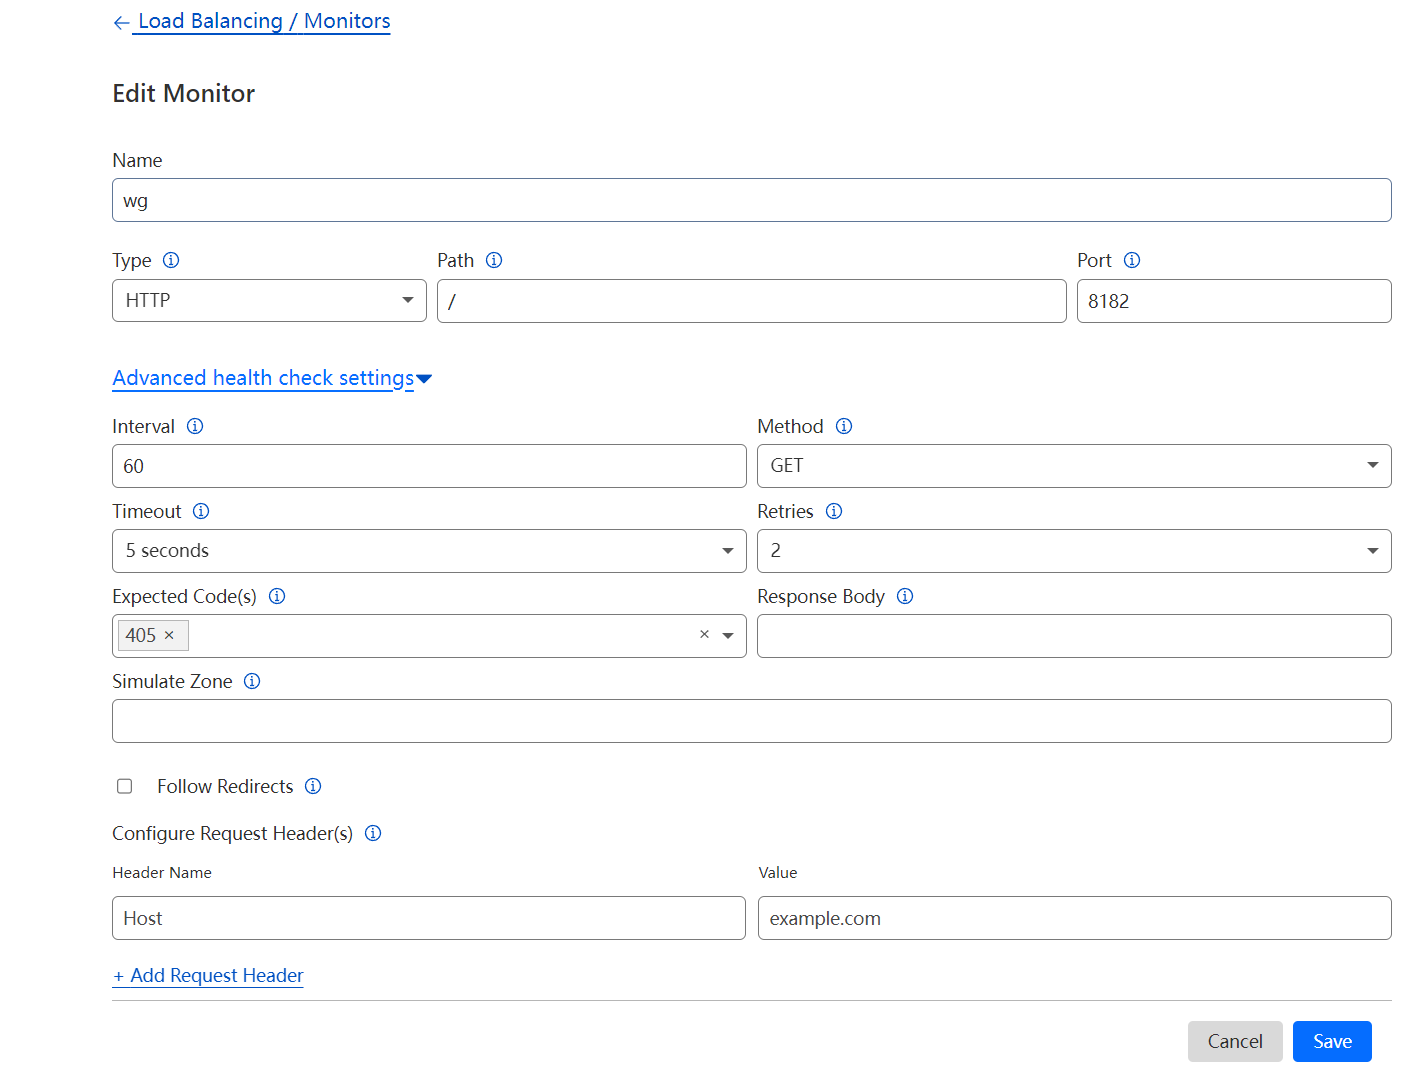 ← Load Balancing / Monitors
Edit Monitor
Name
wg
Type Path Port
HTTP / 8182
Advanced health check settings
Interval Method
60 GET
Timeout Retries
5 seconds 2
Expected Code(s) Response Body
405 × ×
Simulate Zone
Follow Redirects
Configure Request Header(s)
Header Name Value
Host example.com
+ Add Request Header
Cancel Save